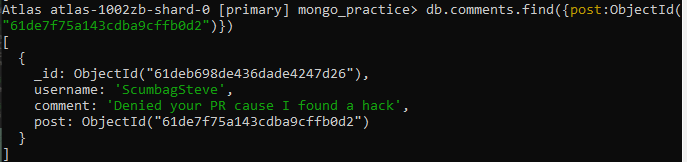 Atlas atlas-1002zb-shard-0 [primary] mongo_practice> db.comments.find({post:ObjectId(
"61de7f75a143cdba9cffb0d2")})
[
  {
    _id: ObjectId("61deb698de436dade4247d26"),
    username: 'ScumbagSteve',
    comment: 'Denied your PR cause I found a hack',
    post: ObjectId("61de7f75a143cdba9cffb0d2")
  }
]